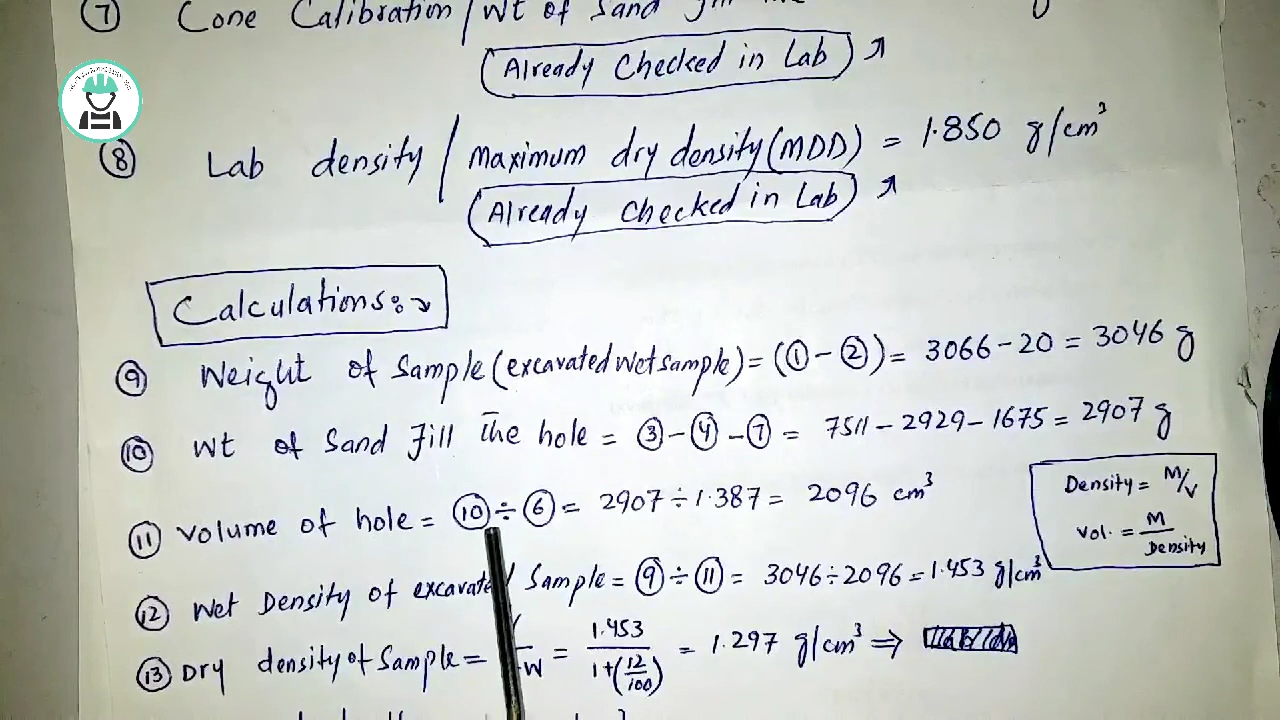 ⑦ Cone Calibration / Wt of Sand fill the
(Already Checked in Lab)
⑧ Lab density / maximum dry density (MDD) = 1.850 g/cm³
(Already Checked in Lab)
Calculations:→
⑨ Weight of Sample (excavated wet sample) = (① - ②) = 3066 - 20 = 3046 g
⑩ Wt of Sand fill The hole = ③ - ④ - ⑦ = 7511 - 2929 - 1675 = 2907 g
⑪ Volume of hole = ⑩ ÷ ⑥ = 2907 ÷ 1.387 = 2096 cm³
Density = M/V
Vol. = M/Density
⑫ Wet Density of excavate Sample = ⑨ ÷ ⑪ = 3046 ÷ 2096 = 1.453 g/cm³
⑬ Dry density of Sample = +W = 1.453/1+(12/100) = 1.297 g/cm³ ⇒